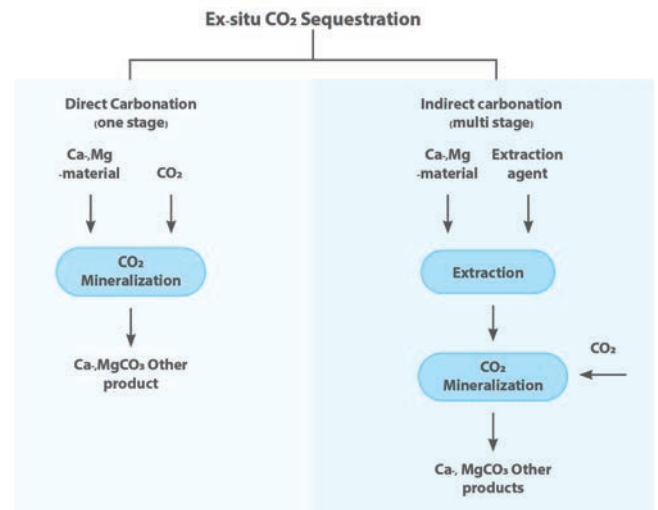 Ex-situ CO₂ Sequestration
Direct Carbonation
(one stage)
Ca-,Mg
-material
CO₂
CO₂
Mineralization
Ca-,MgCO₃ Other
product
Indirect carbonation
(multi stage)
Ca-,Mg
-material
Extraction
agent
Extraction
CO₂
CO₂
Mineralization
Ca-, MgCO₃ Other
products